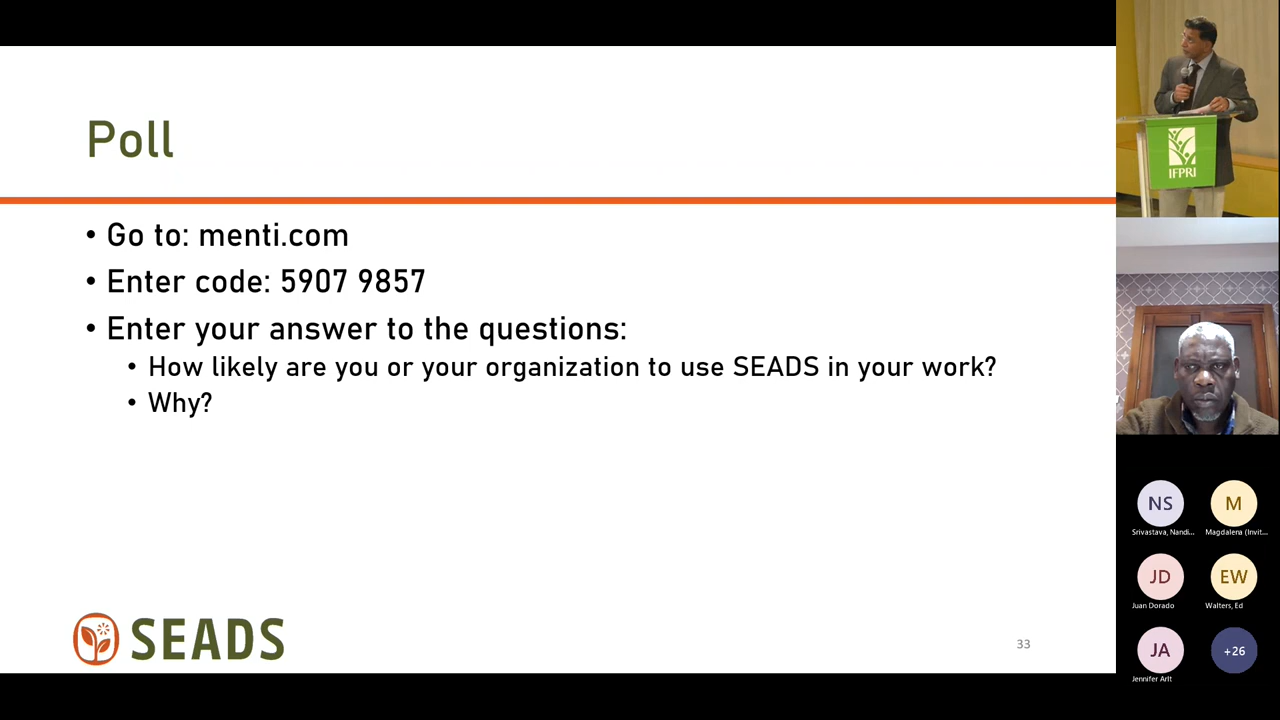 Poll
• Go to: menti.com
• Enter code: 5907 9857
• Enter your answer to the questions:
• How likely are you or your organization to use SEADS in your work?
• Why?
SEADS
33
IFPRI
NS
M
Srivastava, Nandi...
Magdalena (Invit...
JD
EW
Juan Dorado
Walters, Ed
JA
+26
Jennifer Arlt